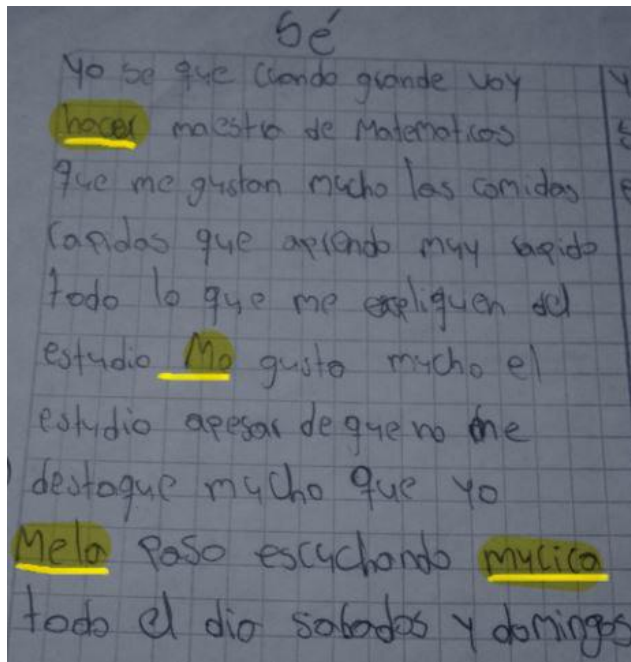 Sé
Yo se que cuando grande voy
hacer maestro de Matematicas
que me gustan mucho las comidas
rapidas que aprendo muy rapido
todo lo que me expliquen del
estudio Mo gusta mucho el
estudio apesar de que no me
destaque mucho que yo
Mela paso escuchando mucica
todo el dia sabados y domingos